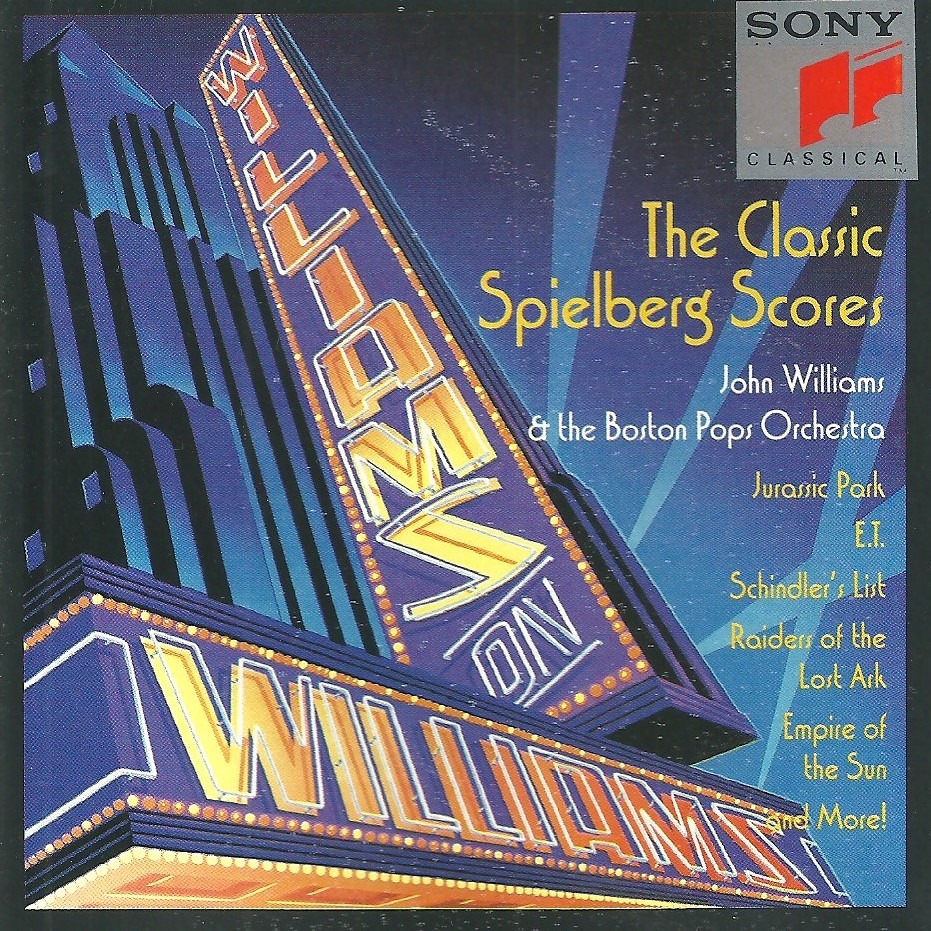 SONY
CLASSICAL™
The Classic
Spielberg Scores
John Williams
& the Boston Pops Orchestra
Jurassic Park
E.T.
Schindler's List
Raiders of the
Lost Ark
Empire of
the Sun
and More!
WILLIAMS
ON
WILLIAMS